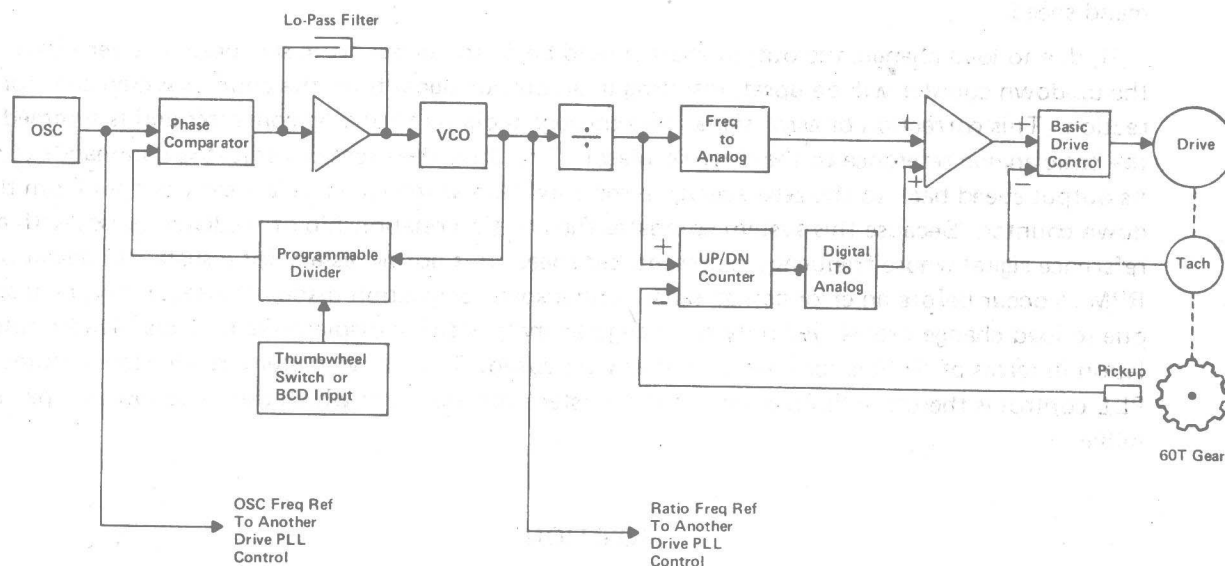 Lo-Pass Filter
OSC
Phase
Comparator
VCO
÷
Freq
to
Analog
+
+
+
−
Basic
Drive
Control
Drive
Programmable
Divider
+
−
UP/DN
Counter
Digital
To
Analog
Tach
Thumbwheel
Switch or
BCD Input
Pickup
60T Gear
OSC Freq Ref
To Another
Drive PLL
Control
Ratio Freq Ref
To Another
Drive PLL
Control